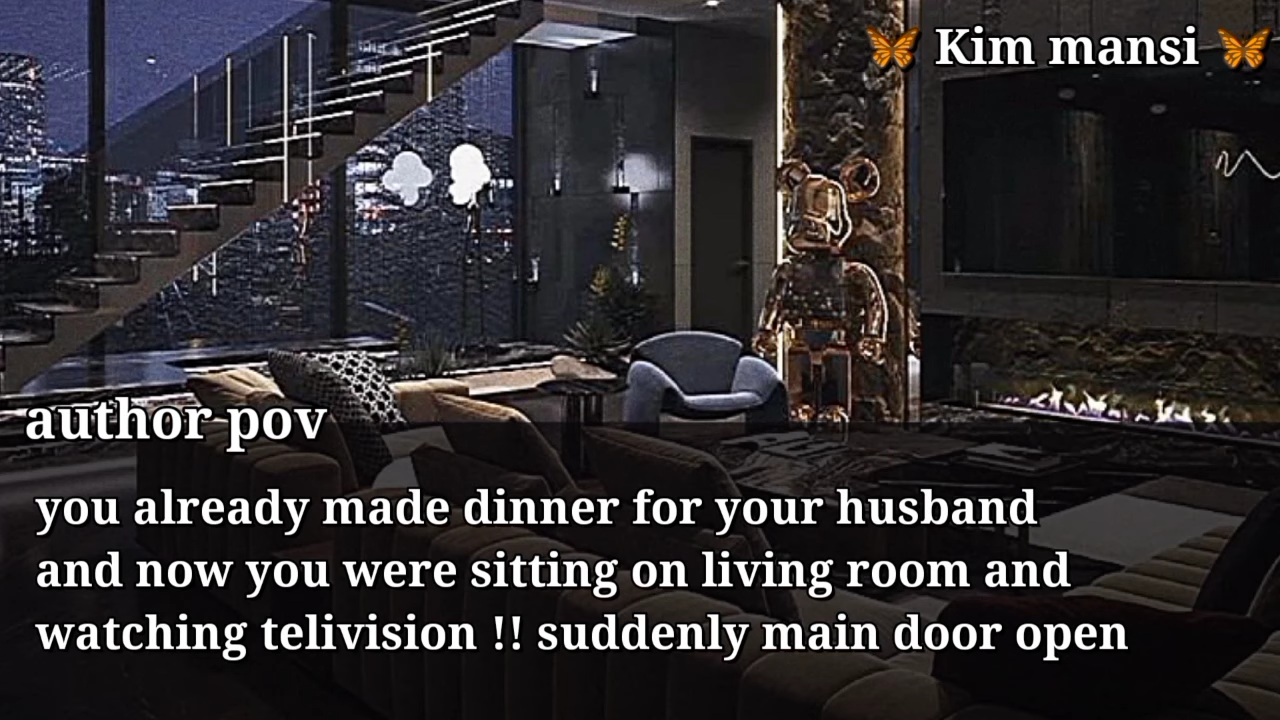 🦋 Kim mansi 🦋
author pov
you already made dinner for your husband
and now you were sitting on living room and
watching telivision !! suddenly main door open